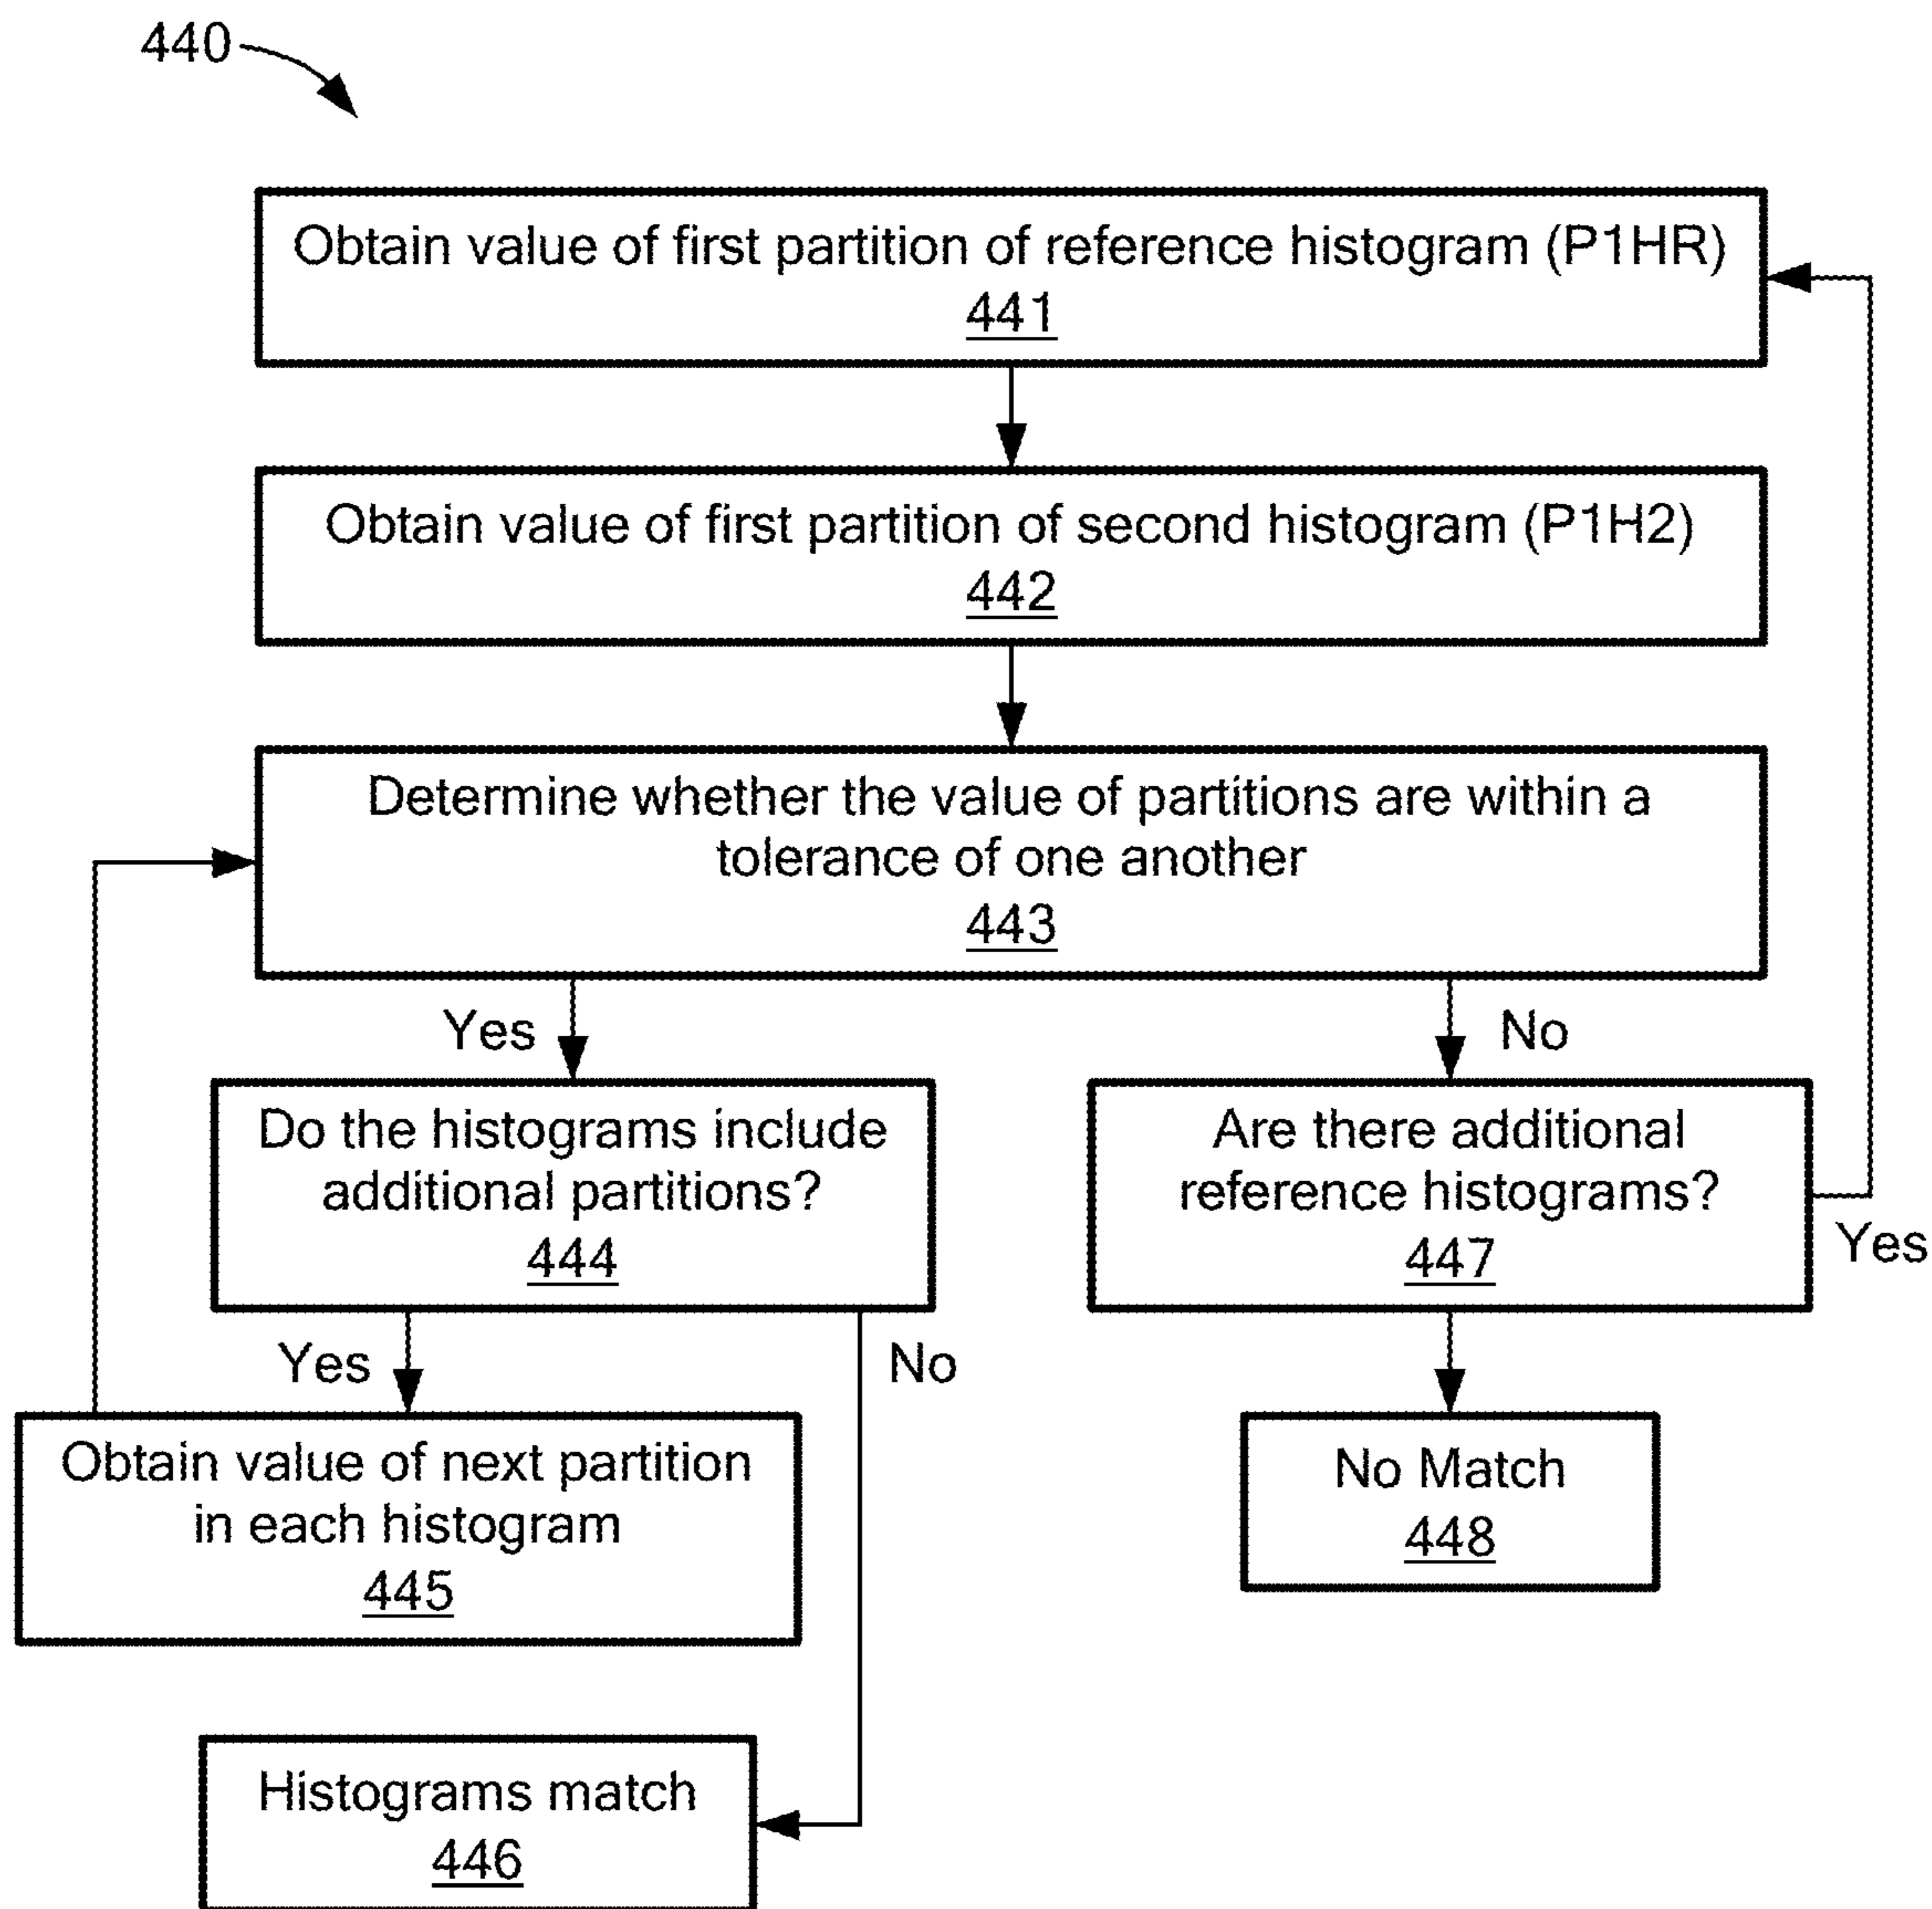 440
Obtain value of first partition of reference histogram (P1HR)
441
Obtain value of first partition of second histogram (P1H2)
442
Determine whether the value of partitions are within a
tolerance of one another
443
Yes
No
Do the histograms include
additional partitions?
444
Are there additional
reference histograms?
447
Yes
Yes
No
Obtain value of next partition
in each histogram
445
No Match
448
Histograms match
446